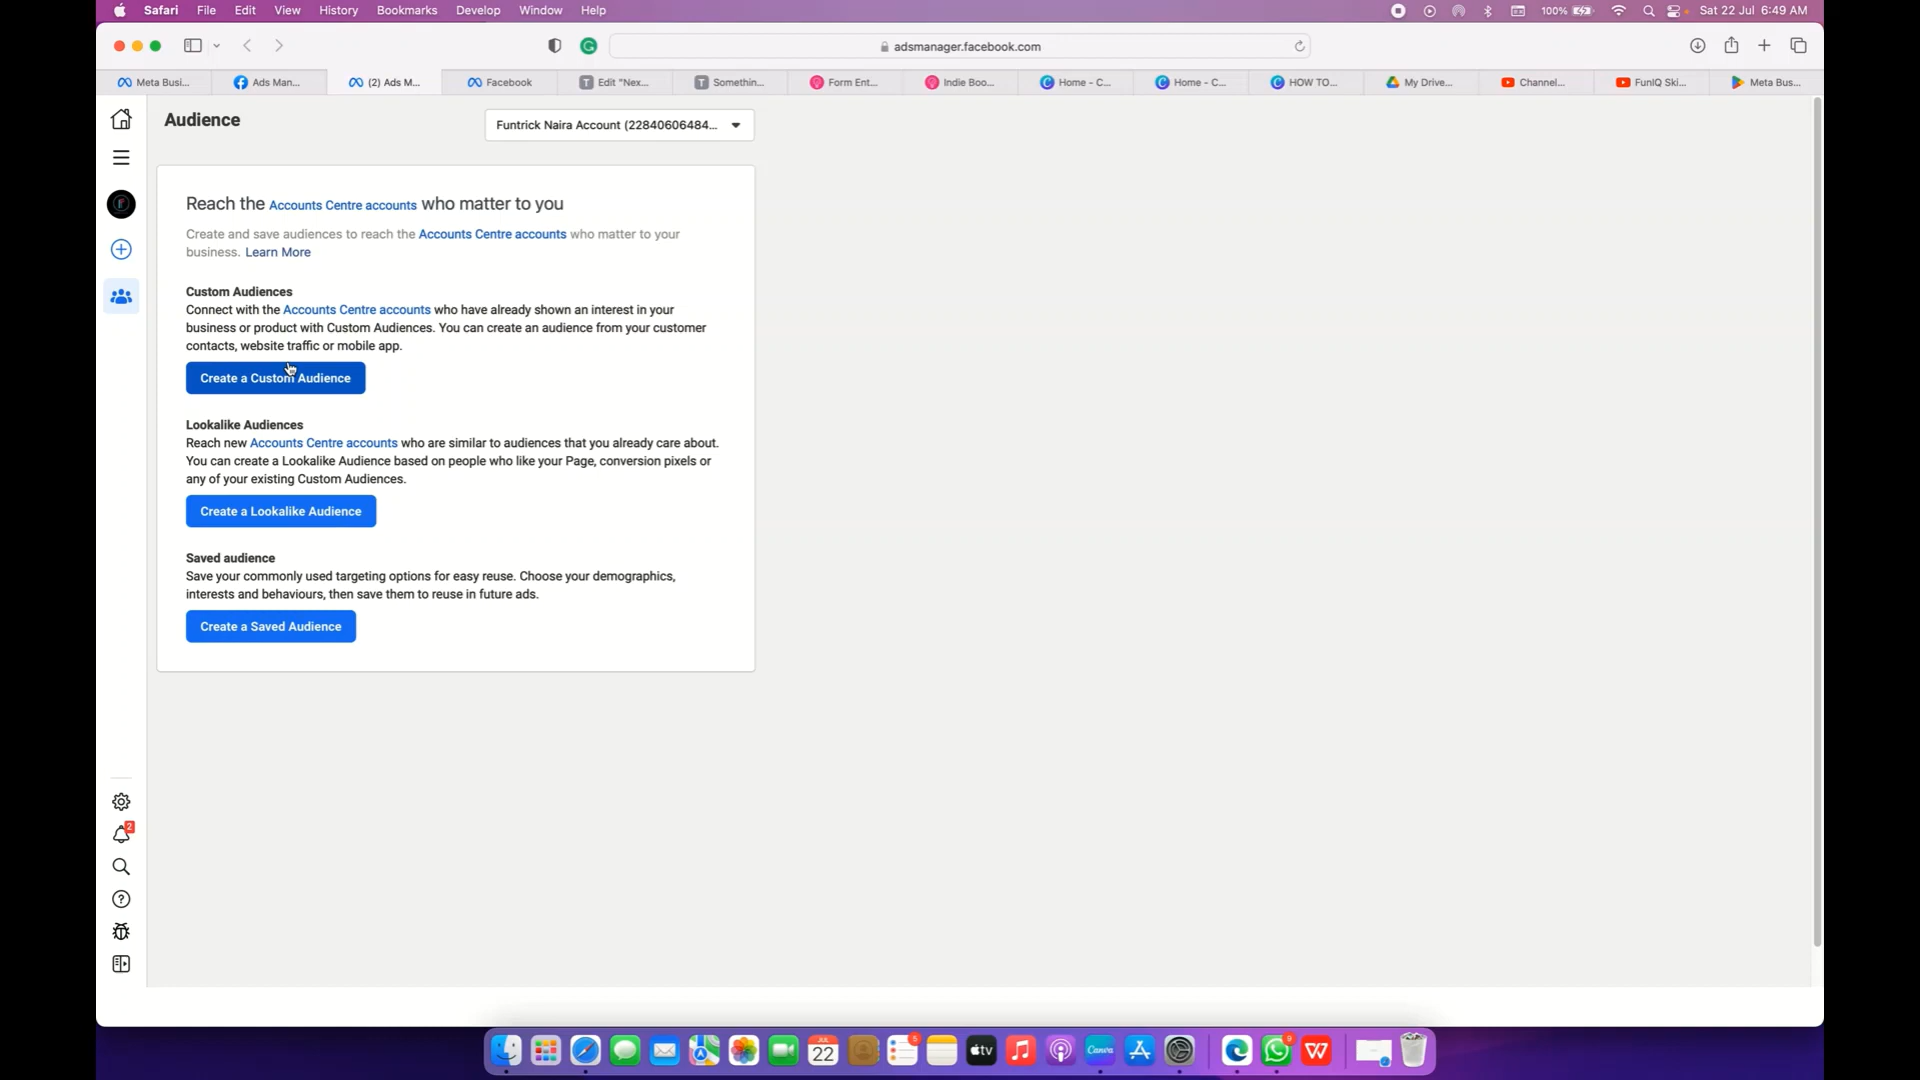 Safari File Edit View History Bookmarks Develop Window Help 100% Sat 22 Jul 6:49 AM
adsmanager.facebook.com
Meta Busi... Ads Man... (2) Ads M... Facebook Edit "Nex... Somethin... Form Ent... Indie Boo... Home - C... Home - C... HOW TO... My Drive... Channel... FunIQ Ski... Meta Bus...
Audience
Funtrick Naira Account (22840606484...
Reach the Accounts Centre accounts who matter to you
Create and save audiences to reach the Accounts Centre accounts who matter to your
business. Learn More
Custom Audiences
Connect with the Accounts Centre accounts who have already shown an interest in your
business or product with Custom Audiences. You can create an audience from your customer
contacts, website traffic or mobile app.
Create a Custom Audience
Lookalike Audiences
Reach new Accounts Centre accounts who are similar to audiences that you already care about.
You can create a Lookalike Audience based on people who like your Page, conversion pixels or
any of your existing Custom Audiences.
Create a Lookalike Audience
Saved audience
Save your commonly used targeting options for easy reuse. Choose your demographics,
interests and behaviours, then save them to reuse in future ads.
Create a Saved Audience
2
JUL
22
5
tv
Canva
9
W